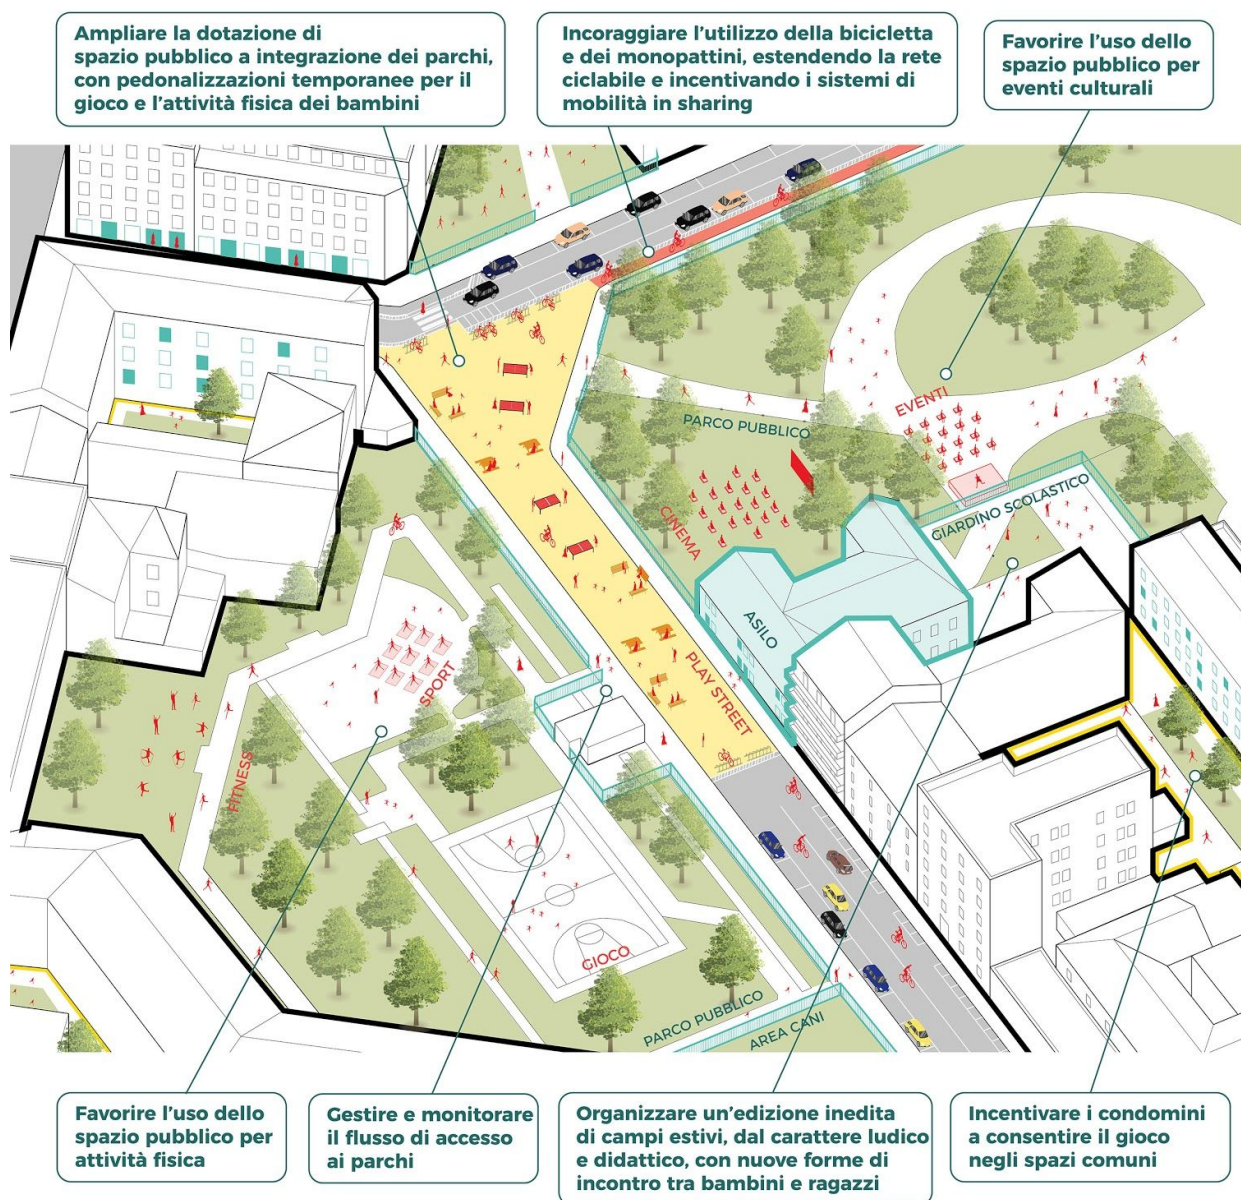 Ampliare la dotazione di
spazio pubblico a integrazione dei parchi,
con pedonalizzazioni temporanee per il
gioco e l’attività fisica dei bambini
Incoraggiare l’utilizzo della bicicletta
e dei monopattini, estendendo la rete
ciclabile e incentivando i sistemi di
mobilità in sharing
Favorire l’uso dello
spazio pubblico per
eventi culturali
EVENTI
PARCO PUBBLICO
CINEMA
GIARDINO SCOLASTICO
ASILO
PLAY STREET
SPORT
FITNESS
GIOCO
PARCO PUBBLICO
AREA CANI
Favorire l’uso dello
spazio pubblico per
attività fisica
Gestire e monitorare
il flusso di accesso
ai parchi
Organizzare un’edizione inedita
di campi estivi, dal carattere ludico
e didattico, con nuove forme di
incontro tra bambini e ragazzi
Incentivare i condomini
a consentire il gioco
negli spazi comuni